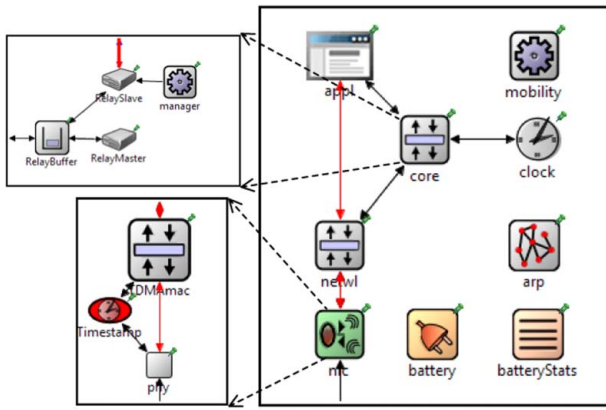 RelaySlave
manager
RelayBuffer
RelayMaster
appl
mobility
core
clock
TDMAmac
Timestamp
phy
netwl
arp
nic
battery
batteryStats